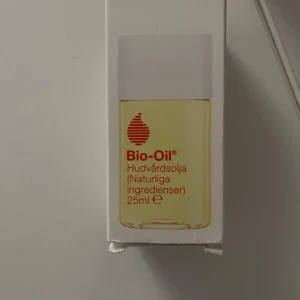 Bio-Oil®
Hudvårdsolja
(Naturliga
ingredienser)
25ml ℮